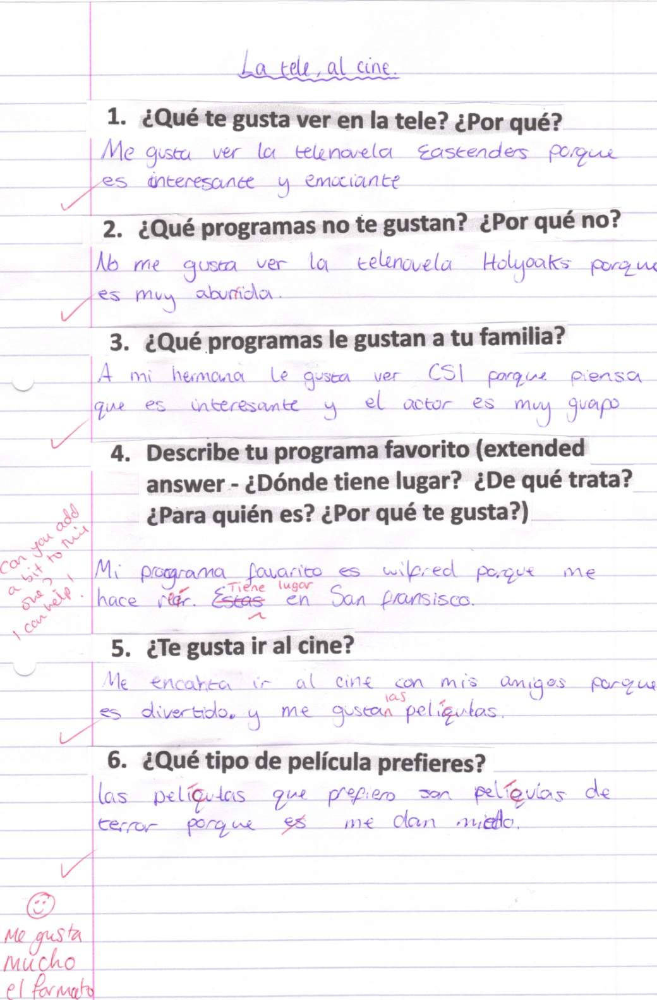 La tele, al cine.
1. ¿Qué te gusta ver en la tele? ¿Por qué?
Me gusta ver la telenovela Eastenders porque
es interesante y emociante
2. ¿Qué programas no te gustan? ¿Por qué no?
No me gusta ver la telenovela Holyoaks porque
es muy aburrida.
3. ¿Qué programas le gustan a tu familia?
A mi hermana le gusta ver CSI porque piensa
que es interesante y el actor es muy guapo
4. Describe tu programa favorito (extended
answer - ¿Dónde tiene lugar? ¿De qué trata?
¿Para quién es? ¿Por qué te gusta?)
Can you add
a bit to this
one?
I can help!
Mi programa favorito es wilfred porque me
Tiene lugar
hace reír. Estas en San fransisco.
5. ¿Te gusta ir al cine?
Me encanta ir al cine con mis amigos porque
las
es divertido. y me gustan películas.
6. ¿Qué tipo de película prefieres?
las películas que prefiero son películas de
terror porque es me dan miedo.
Me gusta
mucho
el formato